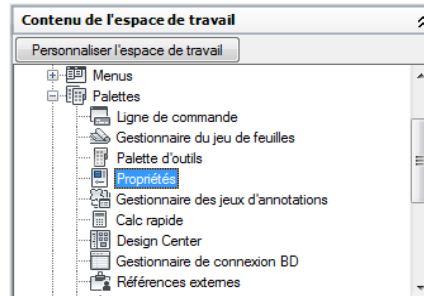 Contenu de l'espace de travail
Personnaliser l'espace de travail
Menus
Palettes
Ligne de commande
Gestionnaire du jeu de feuilles
Palette d'outils
Propriétés
Gestionnaire des jeux d'annotations
Calc rapide
Design Center
Gestionnaire de connexion BD
Références externes